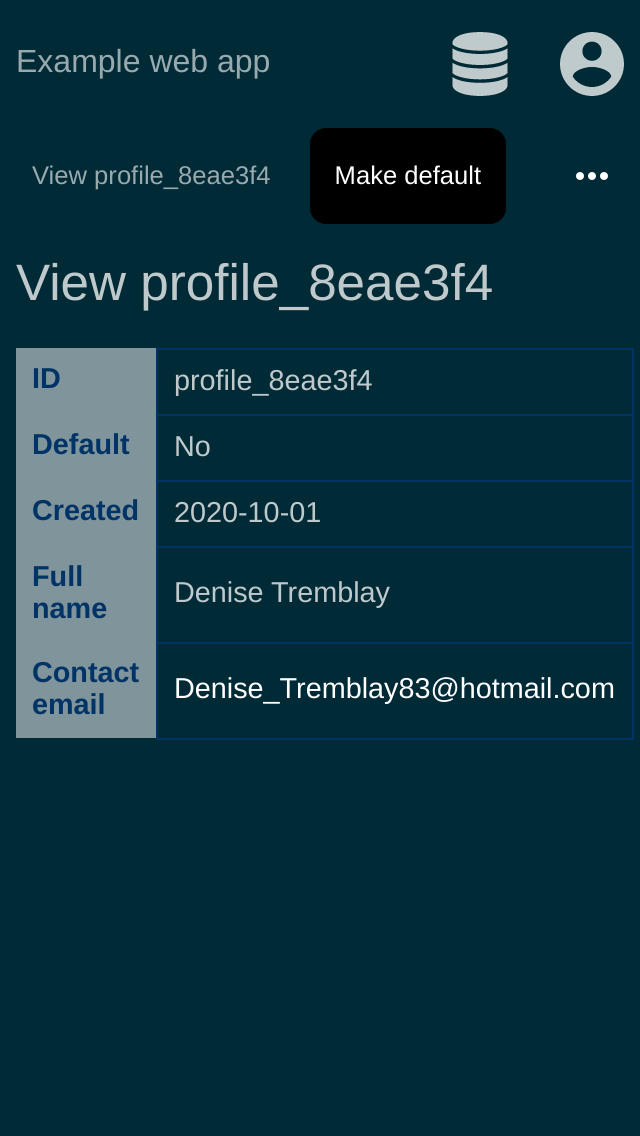 Example web app
View profile_8eae3f4
Make default
•••
View profile_8eae3f4
ID
profile_8eae3f4
Default
No
Created
2020-10-01
Full
name
Denise Tremblay
Contact
email
Denise_Tremblay83@hotmail.com